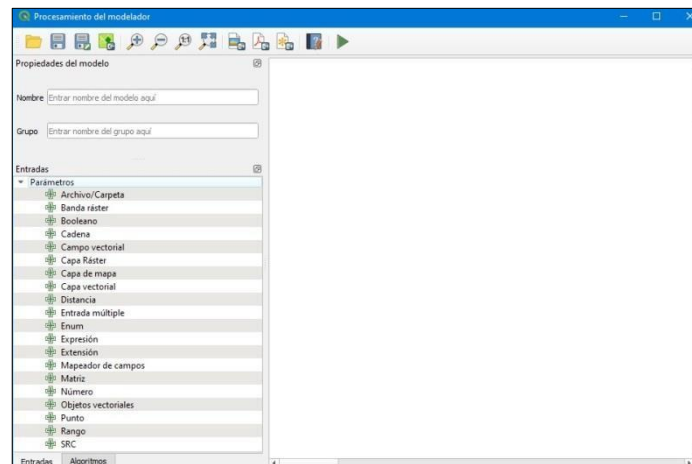 Procesamiento del modelador
Propiedades del modelo
Nombre Entrar nombre del modelo aquí
Grupo Entrar nombre del grupo aquí
Entradas
Parámetros
Archivo/Carpeta
Banda ráster
Booleano
Cadena
Campo vectorial
Capa Ráster
Capa de mapa
Capa vectorial
Distancia
Entrada múltiple
Enum
Expresión
Extensión
Mapeador de campos
Matriz
Número
Objetos vectoriales
Punto
Rango
SRC
Entradas Algoritmos